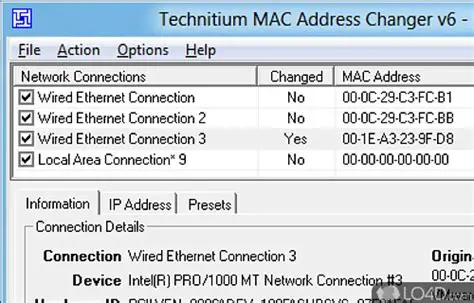 Technitium MAC Address Changer v6 -
File Action Options Help
Network Connections Changed MAC Address
Wired Ethernet Connection No 00-0C-29-C3-FC-B1
Wired Ethernet Connection 2 No 00-0C-29-C3-FC-BB
Wired Ethernet Connection 3 Yes 00-1E-A3-23-9F-D8
Local Area Connection* 9 No 00-00-00-00-00-00
Information IP Address Presets
Connection Details
Connection Wired Ethernet Connection 3 Origi
Device Intel(R) PRO/1000 MT Network Connection #3 00-0C-2